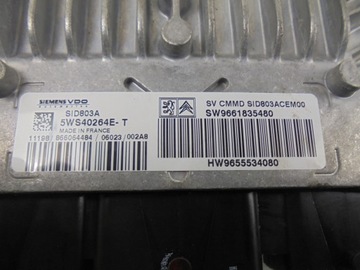 SIEMENS VDO
SID803A
5WS40264E- T
MADE IN FRANCE
SV CMMD SID803ACEM00
SW9661835480
HW9655534080